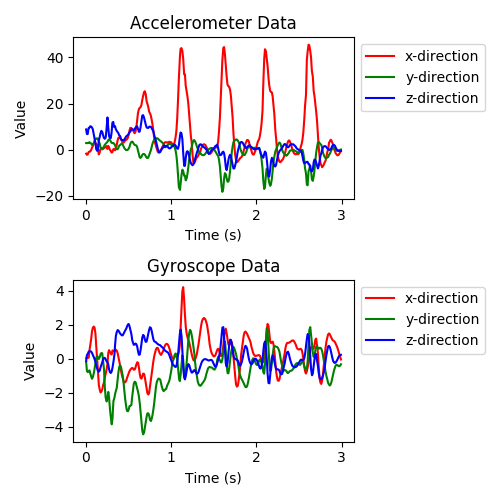 Accelerometer Data
Value
40
20
0
−20
0
1
2
3
Time (s)
x-direction
y-direction
z-direction
Gyroscope Data
Value
4
2
0
−2
−4
0
1
2
3
Time (s)
x-direction
y-direction
z-direction